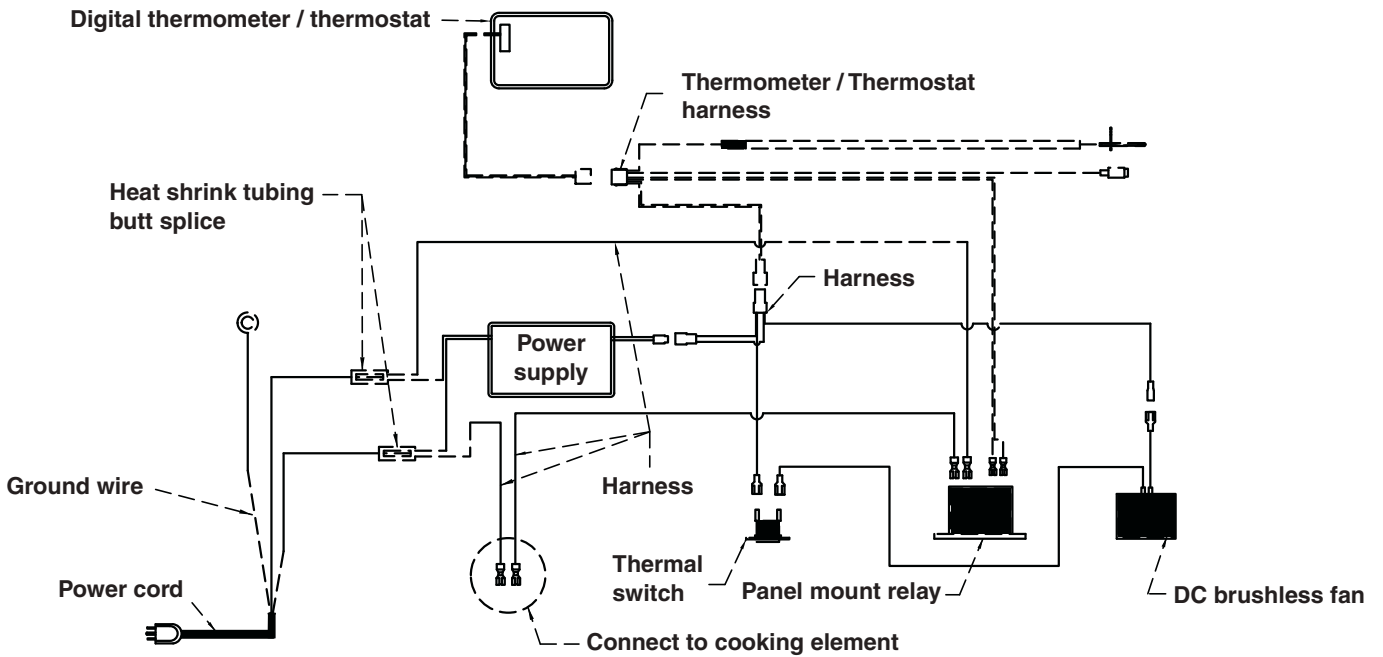 Digital thermometer / thermostat
Thermometer / Thermostat
harness
Heat shrink tubing
butt splice
Harness
Power
supply
Ground wire
Harness
Thermal
switch
Panel mount relay
DC brushless fan
Power cord
Connect to cooking element